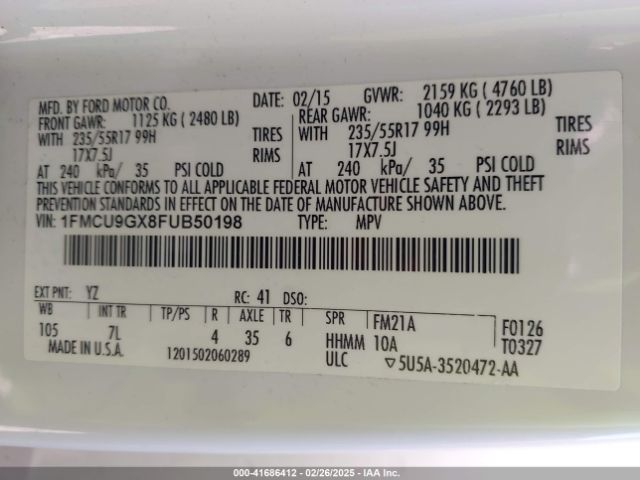 MFD. BY FORD MOTOR CO.
DATE: 02/15 GVWR: 2159 KG ( 4760 LB)
FRONT GAWR: 1125 KG ( 2480 LB)
REAR GAWR: 1040 KG ( 2293 LB)
WITH 235/55R17 99H TIRES
WITH 235/55R17 99H TIRES
17X7.5J RIMS
17X7.5J RIMS
AT 240 kPa/ 35 PSI COLD
AT 240 kPa/ 35 PSI COLD
THIS VEHICLE CONFORMS TO ALL APPLICABLE FEDERAL MOTOR VEHICLE SAFETY AND THEFT
PREVENTION STANDARDS IN EFFECT ON THE DATE OF MANUFACTURE SHOWN ABOVE.
VIN: 1FMCU9GX8FUB50198 TYPE: MPV
EXT PNT: YZ RC: 41 DSO:
WB INT TR TP/PS R AXLE TR SPR FM21A F0126
105 7L 4 35 6 HHMM 10A T0327
MADE IN U.S.A. 1201502060289 ULC ▽5U5A-3520472-AA
000-41686412 | 02/26/2025 - IAA Inc.